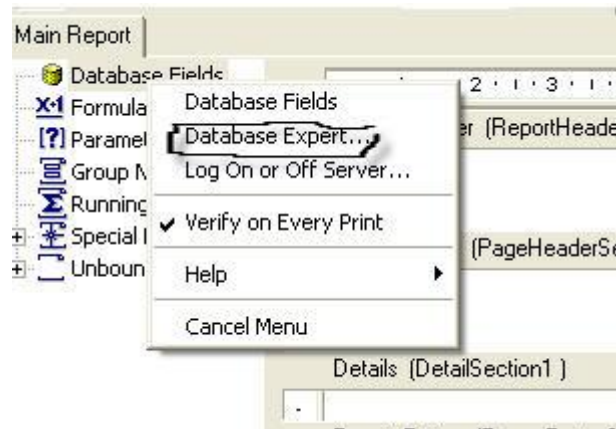 Main Report
Database Fields
2 · ı · 3 · ı ·
Formula
Database Fields
er (ReportHeade
[?] Paramet
Database Expert...
Group N
Log On or Off Server...
Running
Verify on Every Print
Special
(PageHeaderSe
Unboun
Help
Cancel Menu
Details (DetailSection1 )